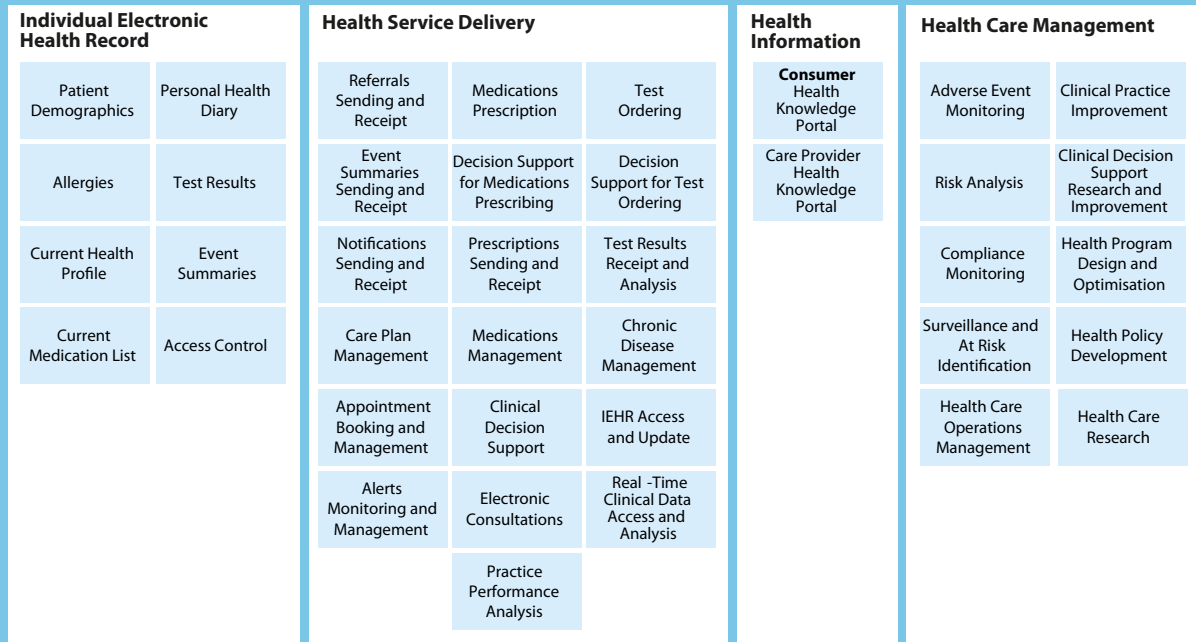 Individual Electronic
Health Record
Patient
Demographics
Personal Health
Diary
Allergies
Test Results
Current Health
Profile
Event
Summaries
Current
Medication List
Access Control
Health Service Delivery
Referrals
Sending and
Receipt
Medications
Prescription
Test
Ordering
Event
Summaries
Sending and
Receipt
Decision Support
for Medications
Prescribing
Decision
Support for Test
Ordering
Notifications
Sending and
Receipt
Prescriptions
Sending and
Receipt
Test Results
Receipt and
Analysis
Care Plan
Management
Medications
Management
Chronic
Disease
Management
Appointment
Booking and
Management
Clinical
Decision
Support
IEHR Access
and Update
Alerts
Monitoring and
Management
Electronic
Consultations
Real -Time
Clinical Data
Access and
Analysis
Practice
Performance
Analysis
Health
Information
Consumer
Health
Knowledge
Portal
Care Provider
Health
Knowledge
Portal
Health Care Management
Adverse Event
Monitoring
Clinical Practice
Improvement
Risk Analysis
Clinical Decision
Support
Research and
Improvement
Compliance
Monitoring
Health Program
Design and
Optimisation
Surveillance and
At Risk
Identification
Health Policy
Development
Health Care
Operations
Management
Health Care
Research